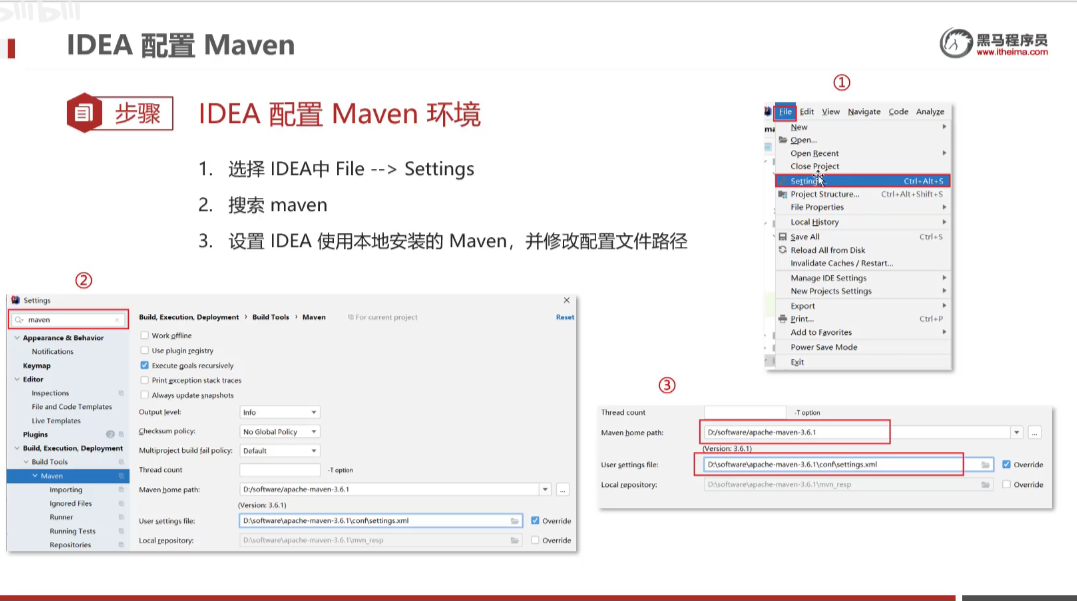 IDEA 配置 Maven
黑马程序员
www.itheima.com
步骤
IDEA 配置 Maven 环境
1. 选择 IDEA中 File --> Settings
2. 搜索 maven
3. 设置 IDEA 使用本地安装的 Maven，并修改配置文件路径
①
File Edit View Navigate Code Analyze
New
Open...
Open Recent
Close Project
Settings... Ctrl+Alt+S
Project Structure... Ctrl+Alt+Shift+S
File Properties
Local History
Save All Ctrl+S
Reload All from Disk
Invalidate Caches / Restart...
Manage IDE Settings
New Projects Settings
Export
Print... Ctrl+P
Add to Favorites
Power Save Mode
Exit
②
Settings
maven
Appearance & Behavior
Notifications
Keymap
Editor
Inspections
File and Code Templates
Live Templates
Plugins 2
Build, Execution, Deployment
Build Tools
Maven
Importing
Ignored Files
Runner
Running Tests
Repositories
Build, Execution, Deployment › Build Tools › Maven For current project Reset
Work offline
Use plugin registry
Execute goals recursively
Print exception stack traces
Always update snapshots
Output level: Info
Checksum policy: No Global Policy
Multiproject build fail policy: Default
Thread count -T option
Maven home path: D:/software/apache-maven-3.6.1 ...
(Version: 3.6.1)
User settings file: D:\software\apache-maven-3.6.1\conf\settings.xml Override
Local repository: D:\software\apache-maven-3.6.1\mvn_resp Override
③
Thread count -T option
Maven home path: D:/software/apache-maven-3.6.1 ...
(Version: 3.6.1)
User settings file: D:\software\apache-maven-3.6.1\conf\settings.xml Override
Local repository: D:\software\apache-maven-3.6.1\mvn_resp Override